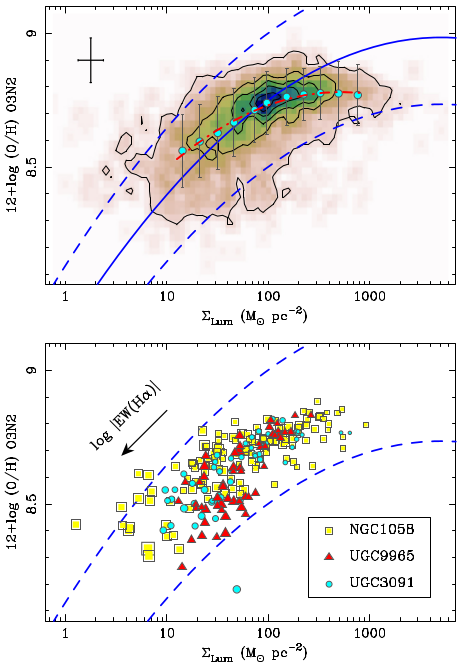 9
8.5
12+log (O/H) O3N2
1
10
100
1000
Σ_Lum (M_⊙ pc⁻²)
9
8.5
12+log (O/H) O3N2
log |EW(Hα)|
NGC1058
UGC9965
UGC3091
1
10
100
1000
Σ_Lum (M_⊙ pc⁻²)